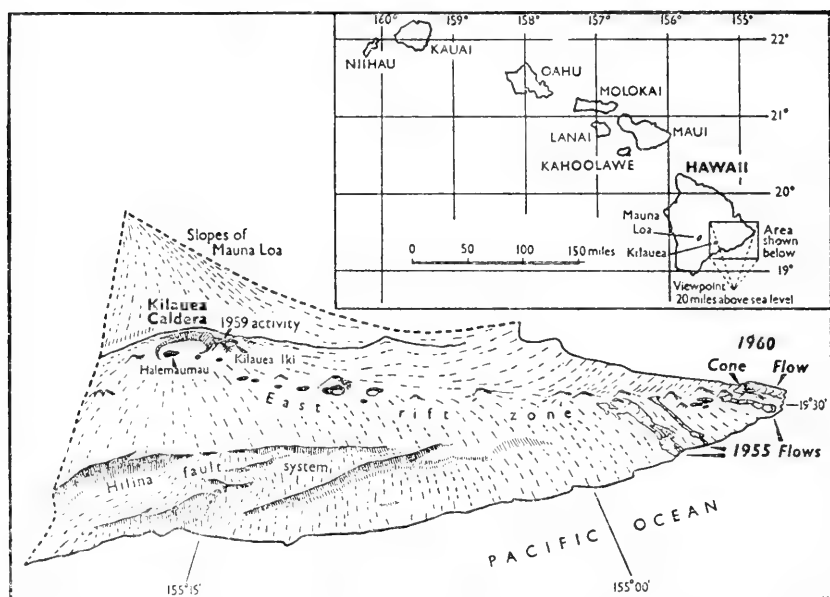 160° 159° 158° 157° 156° 155°
22°
NIIHAU
KAUAI
OAHU
MOLOKAI
21°
LANAI
MAUI
KAHOOLAWE
HAWAII
20°
Mauna
Loa
Kilauea
Area
shown
below
0 50 100 150 miles
19°
Viewpoint
20 miles above sea level
Slopes of
Mauna Loa
Kilauea
Caldera
1959 activity
Kilauea Iki
Halemaumau
1960
Cone Flow
East rift zone
19°30'
1955 Flows
Hilina fault system
PACIFIC OCEAN
155°15'
155°00'